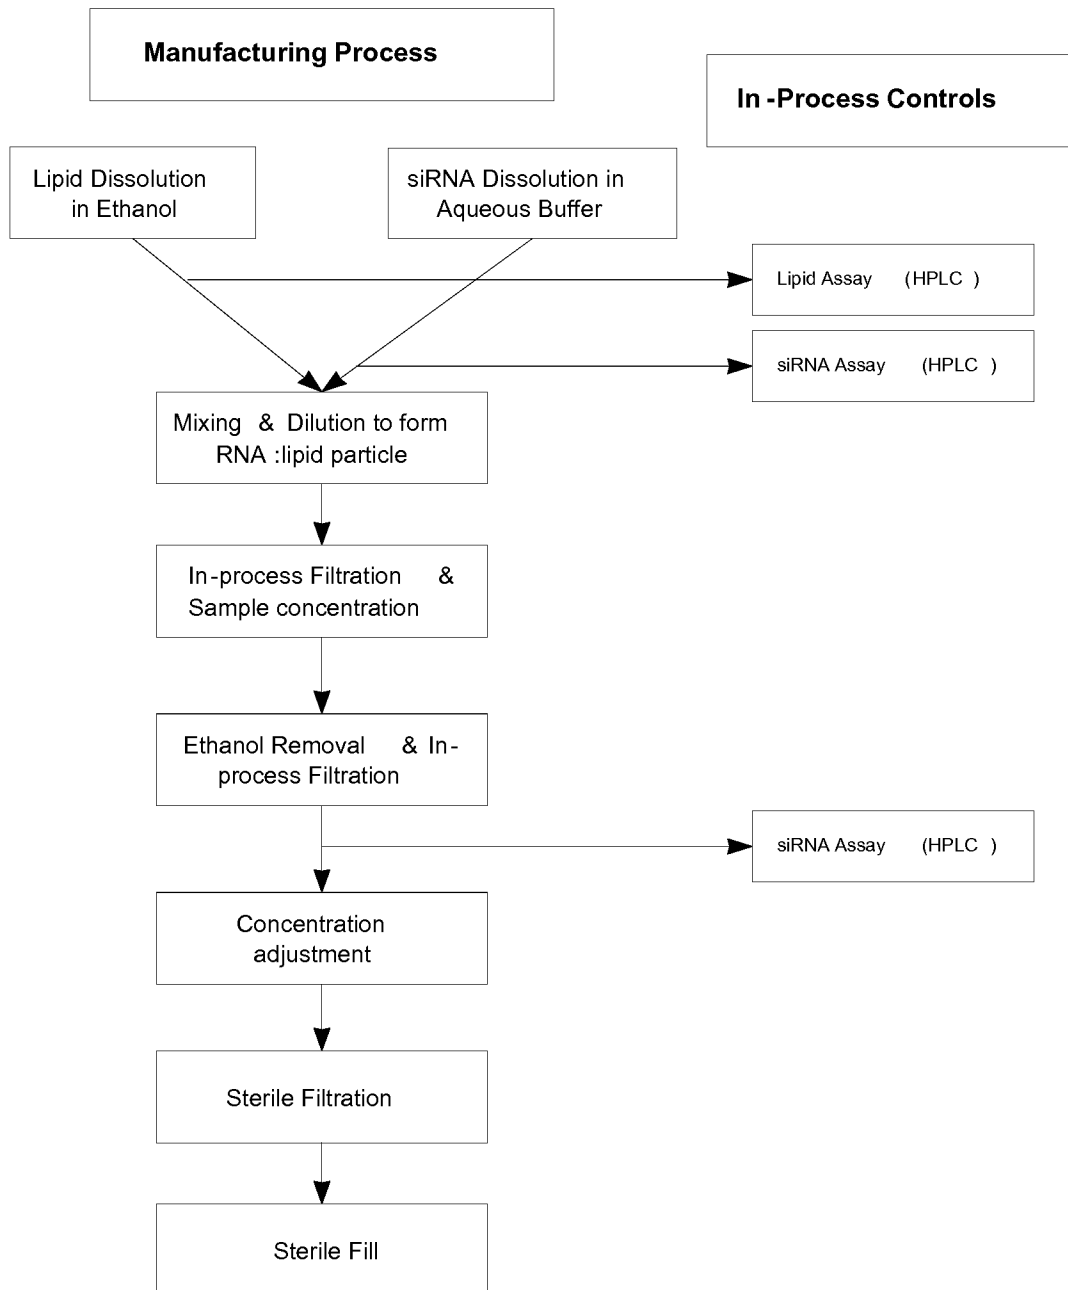 Manufacturing Process
In-Process Controls
Lipid Dissolution
in Ethanol
siRNA Dissolution in
Aqueous Buffer
Lipid Assay (HPLC )
siRNA Assay (HPLC )
Mixing & Dilution to form
RNA :lipid particle
In-process Filtration &
Sample concentration
Ethanol Removal & In-
process Filtration
siRNA Assay (HPLC )
Concentration
adjustment
Sterile Filtration
Sterile Fill